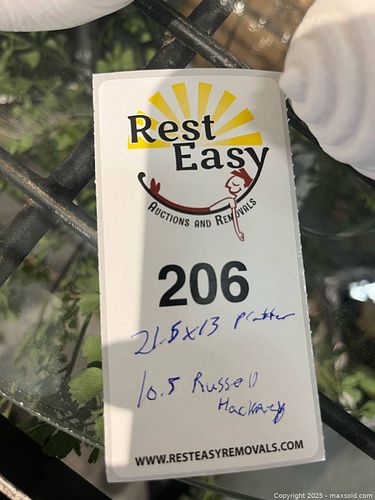 Rest
Easy
AUCTIONS AND REMOVALS
206
21.5x13 Platter
10.5 Russell
Hackney
WWW.RESTEASYREMOVALS.COM
Copyright 2025 - maxsold.com